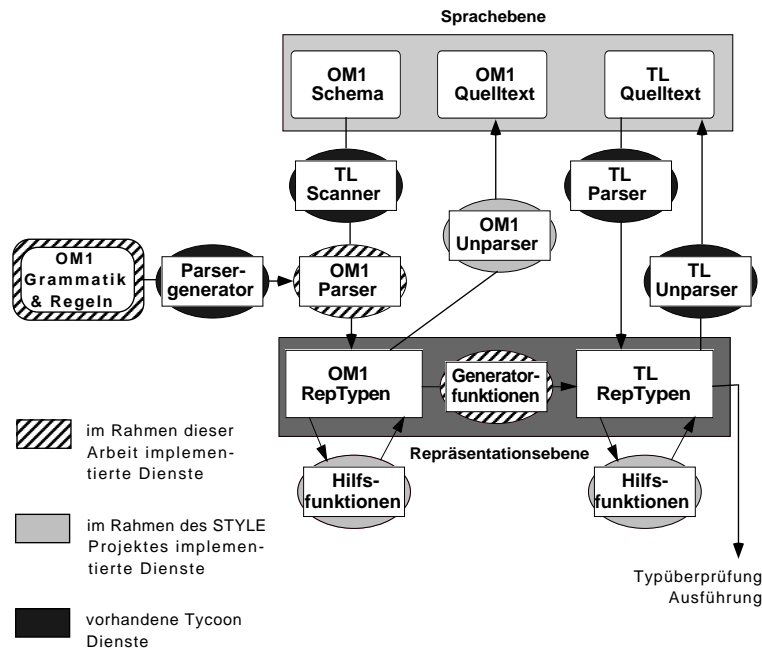 Sprachebene
OM1
Schema
OM1
Quelltext
TL
Quelltext
TL
Scanner
TL
Parser
OM1
Unparser
OM1
Grammatik
& Regeln
Parser-
generator
OM1
Parser
TL
Unparser
OM1
RepTypen
Generator-
funktionen
TL
RepTypen
Repräsentationsebene
Hilfs-
funktionen
Hilfs-
funktionen
im Rahmen dieser
Arbeit implemen-
tierte Dienste
im Rahmen des STYLE
Projektes implemen-
tierte Dienste
vorhandene Tycoon
Dienste
Typüberprüfung
Ausführung